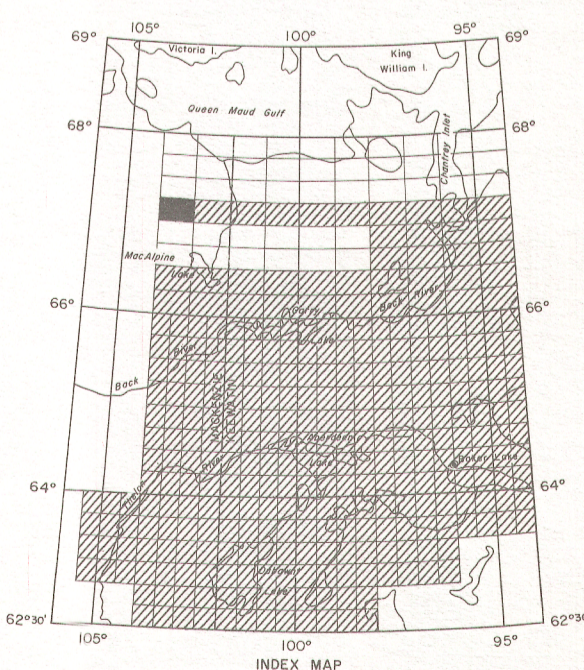 105° 100° 95°
69° 69°
Victoria I.
King
William I.
Queen Maud Gulf
Chantrey Inlet
68° 68°
MacAlpine
Lake
66° 66°
Garry
Lake
Back River
River
Back
MACKENZIE
KEEWATIN
Aberdeen
Lake
River
Thelon
Baker Lake
64° 64°
Dubawnt
Lake
62°30' 62°30'
105° 100° 95°
INDEX MAP